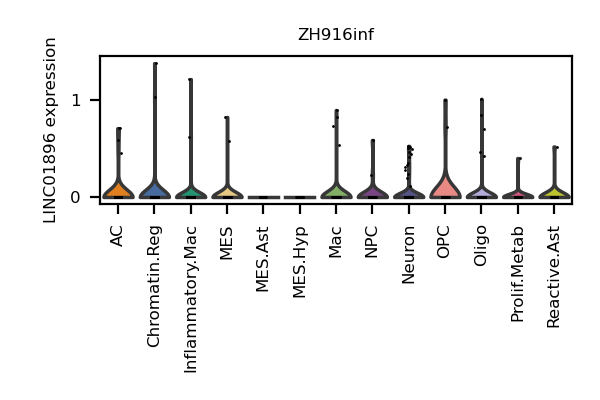 ZH916inf
LINC01896 expression
1
0
AC
Chromatin.Reg
Inflammatory.Mac
MES
MES.Ast
MES.Hyp
Mac
NPC
Neuron
OPC
Oligo
Prolif.Metab
Reactive.Ast